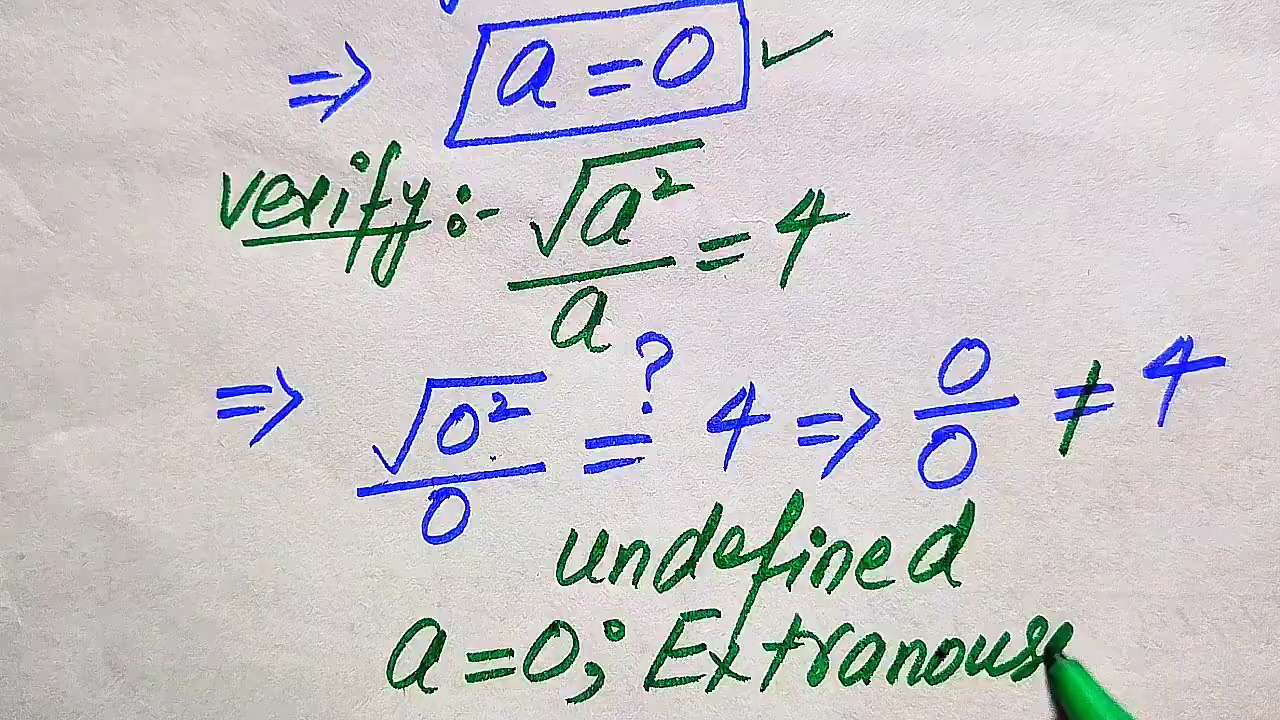 ⇒ a = 0 ✓
verify :- √a² / a = 4
⇒ √0² / 0 =? 4 ⇒ 0 / 0 ≠ 4
undefined
a = 0; Extranous